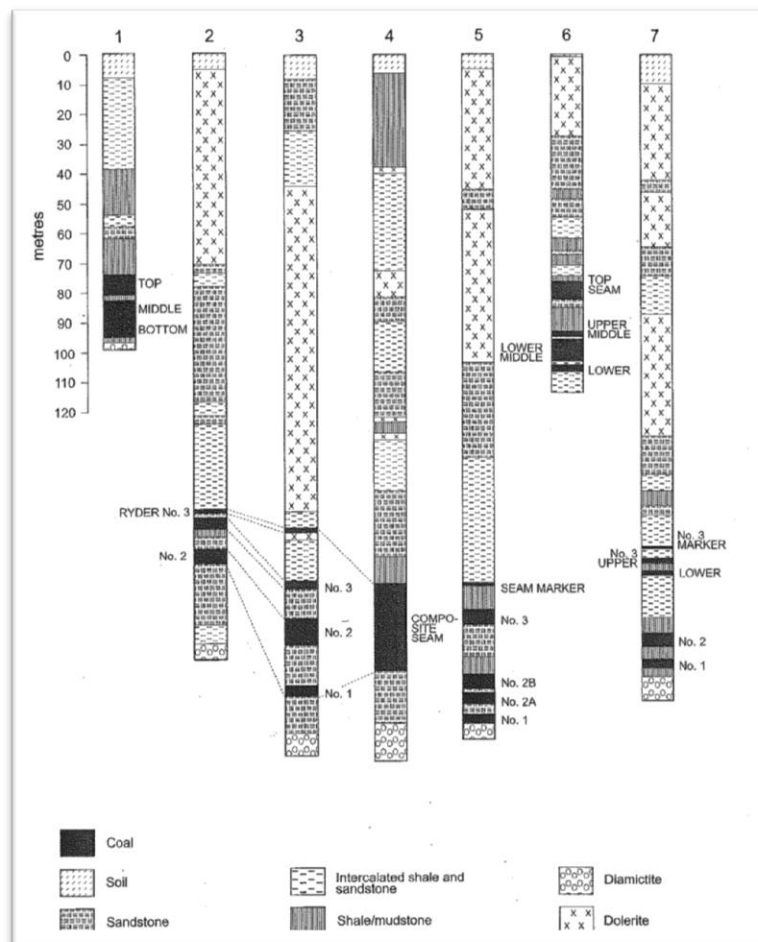 1 2 3 4 5 6 7
0
10
20
30
40
50
60
70
80
90
100
110
120
metres
TOP
MIDDLE
BOTTOM
RYDER No. 3
No. 2
No. 3
No. 2
No. 1
COMPO-
SITE
SEAM
LOWER
MIDDLE
SEAM MARKER
No. 3
No. 2B
No. 2A
No. 1
TOP
SEAM
UPPER
MIDDLE
LOWER
No. 3
MARKER
No. 3
UPPER
LOWER
No. 2
No. 1
Coal
Soil
Sandstone
Intercalated shale and
sandstone
Shale/mudstone
Diamictite
Dolerite